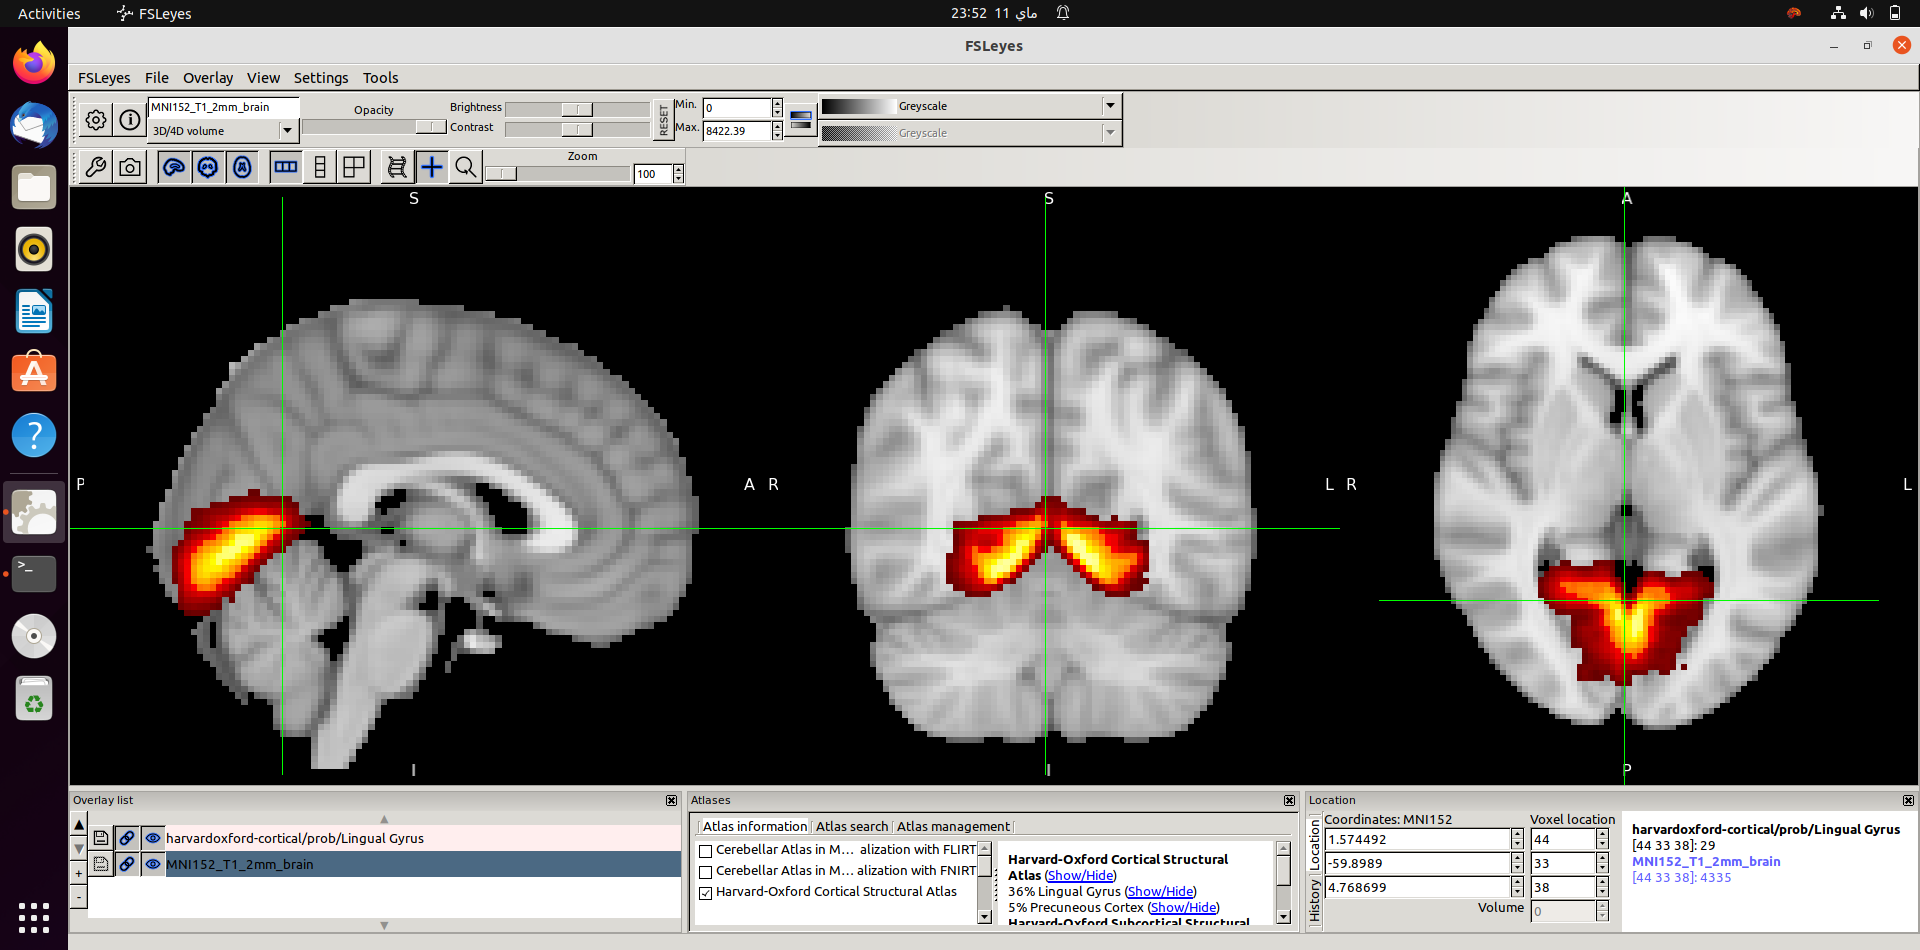 Activities
FSLeyes
23:52 11 ماي
FSLeyes
FSLeyes File Overlay View Settings Tools
MNI152_T1_2mm_brain
3D/4D volume
Opacity
Brightness
Contrast
RESET
Min.
0
Max.
8422.39
Greyscale
Greyscale
Zoom
100
S
P
A
I
S
R
L
I
A
R
L
P
Overlay list
harvardoxford-cortical/prob/Lingual Gyrus
MNI152_T1_2mm_brain
Atlases
Atlas information Atlas search Atlas management
Cerebellar Atlas in M... alization with FLIRT
Cerebellar Atlas in M... alization with FNIRT
Harvard-Oxford Cortical Structural Atlas
Harvard-Oxford Cortical Structural
Atlas (Show/Hide)
36% Lingual Gyrus (Show/Hide)
5% Precuneous Cortex (Show/Hide)
Harvard-Oxford Subcortical Structural
Location
Location
History
Coordinates: MNI152
1.574492
-59.8989
4.768699
Voxel location
44
33
38
Volume
0
harvardoxford-cortical/prob/Lingual Gyrus
[44 33 38]: 29
MNI152_T1_2mm_brain
[44 33 38]: 4335